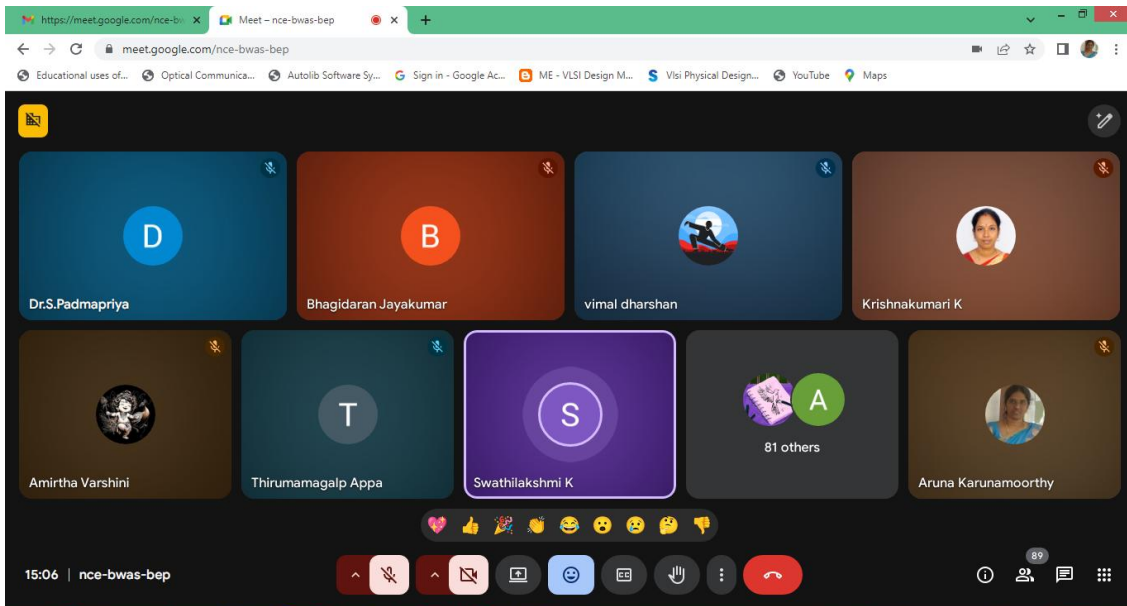 https://meet.google.com/nce-bw
Meet – nce-bwas-bep
meet.google.com/nce-bwas-bep
Educational uses of...
Optical Communica...
Autolib Software Sy...
Sign in - Google Ac...
ME - VLSI Design M...
Vlsi Physical Design...
YouTube
Maps
D
B
Dr.S.Padmapriya
Bhagidaran Jayakumar
vimal dharshan
Krishnakumari K
T
S
A
81 others
Amirtha Varshini
Thirumamagalp Appa
Swathilakshmi K
Aruna Karunamoorthy
CC
89
15:06 | nce-bwas-bep